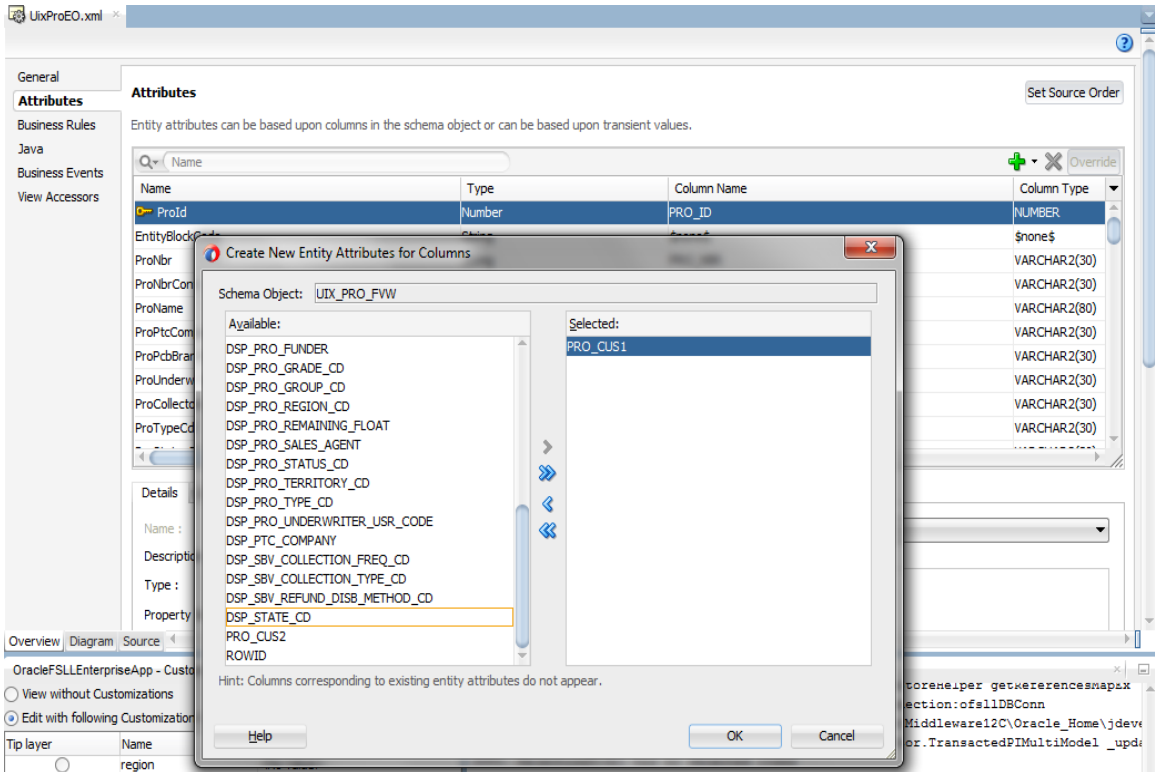 UixProEO.xml
General
Attributes
Business Rules
Java
Business Events
View Accessors
Attributes
Set Source Order
Entity attributes can be based upon columns in the schema object or can be based upon transient values.
Name
Override
Name Type Column Name Column Type
ProId Number PRO_ID NUMBER
$none$
ProNbr VARCHAR2(30)
ProNbrCon VARCHAR2(30)
ProName VARCHAR2(80)
ProPtcCom VARCHAR2(30)
ProPcbBran VARCHAR2(30)
ProUnderw VARCHAR2(30)
ProCollecto VARCHAR2(30)
ProTypeCd VARCHAR2(30)
Create New Entity Attributes for Columns
Schema Object: UIX_PRO_FVW
Available:
DSP_PRO_FUNDER
DSP_PRO_GRADE_CD
DSP_PRO_GROUP_CD
DSP_PRO_REGION_CD
DSP_PRO_REMAINING_FLOAT
DSP_PRO_SALES_AGENT
DSP_PRO_STATUS_CD
DSP_PRO_TERRITORY_CD
DSP_PRO_TYPE_CD
DSP_PRO_UNDERWRITER_USR_CODE
DSP_PTC_COMPANY
DSP_SBV_COLLECTION_FREQ_CD
DSP_SBV_COLLECTION_TYPE_CD
DSP_SBV_REFUND_DISB_METHOD_CD
DSP_STATE_CD
PRO_CUS2
ROWID
Selected:
PRO_CUS1
Hint: Columns corresponding to existing entity attributes do not appear.
Help
OK
Cancel
Details
Name :
Descriptio
Type :
Property
Overview Diagram Source
OracleFSLLEnterpriseApp - Custo
View without Customizations
Edit with following Customization
Tip layer Name
region
toreHelper getReferencesMapEx
ection:ofsllDBConn
Middleware12C\Oracle_Home\jdeve
or.TransactedPIMultiModel _upda